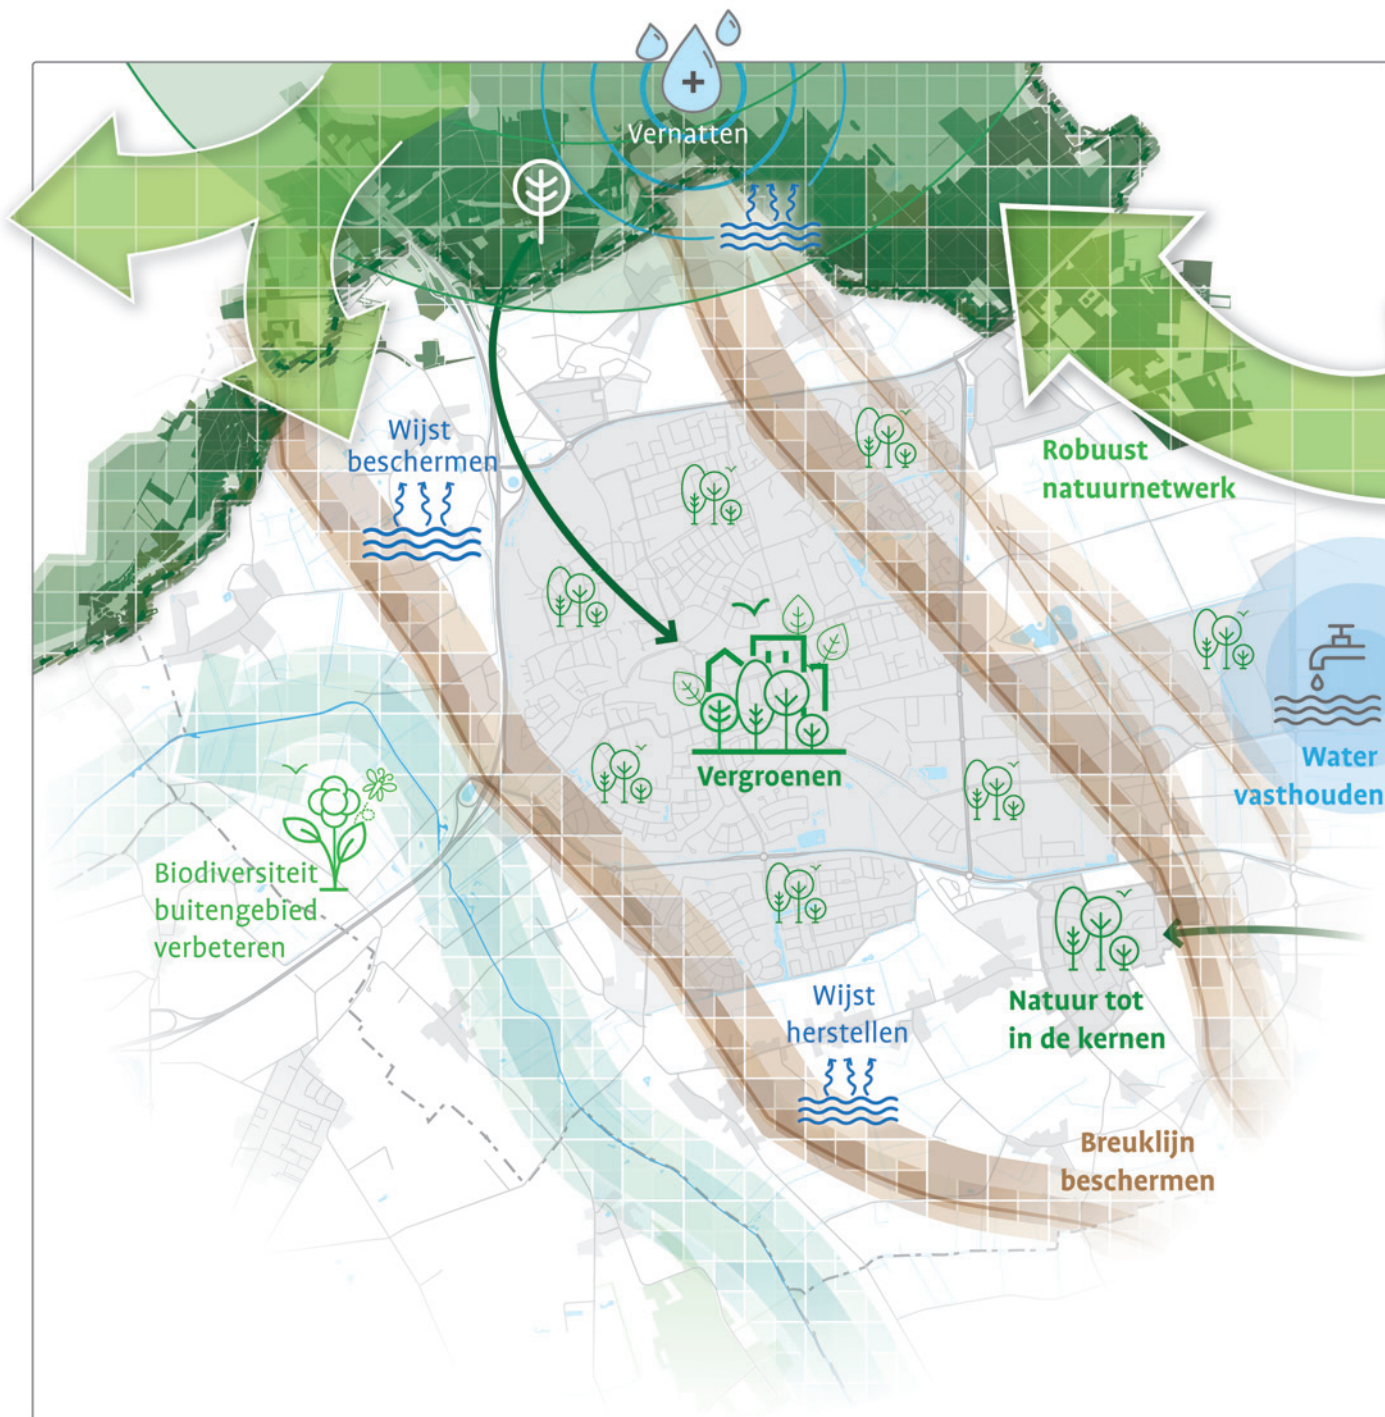 Vernatten
Wijst
beschermen
Robuust
natuurnetwerk
Vergroenen
Water
vasthouden
Biodiversiteit
buitengebied
verbeteren
Wijst
herstellen
Natuur tot
in de kernen
Breuklijn
beschermen